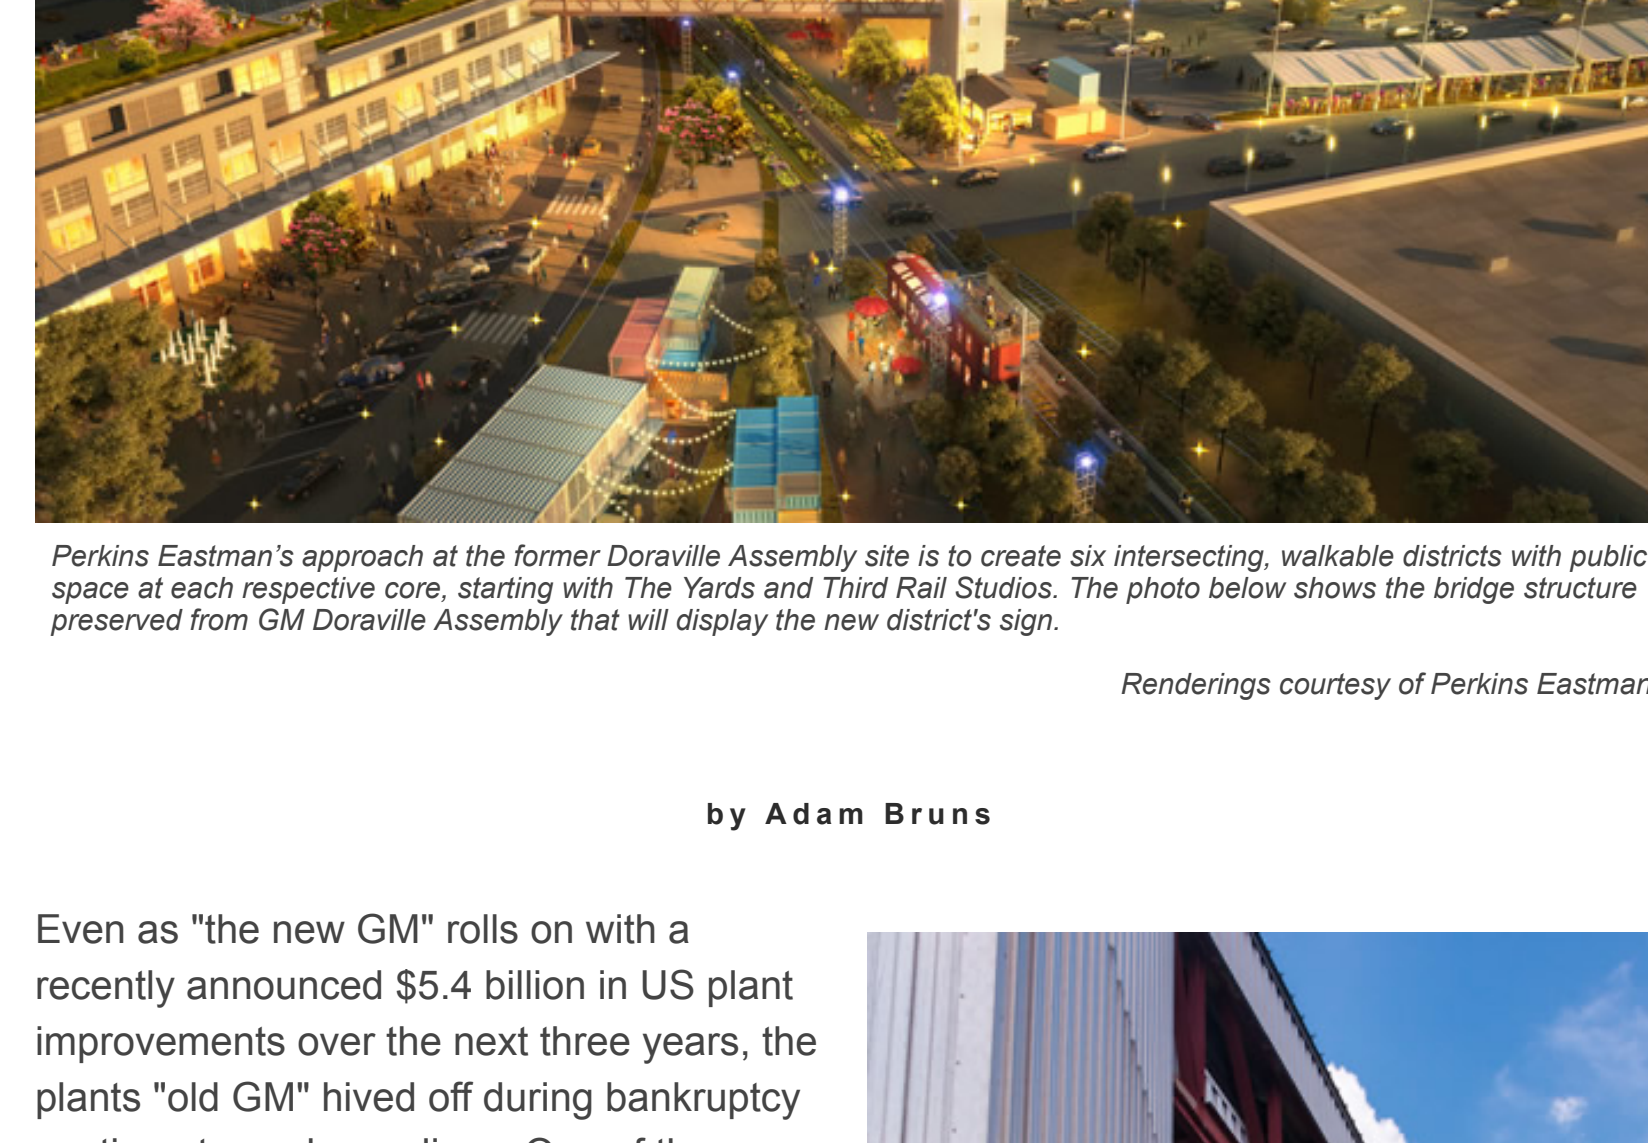 Perkins Eastman’s approach at the former Doraville Assembly site is to create six intersecting, walkable districts with public
space at each respective core, starting with The Yards and Third Rail Studios. The photo below shows the bridge structure
preserved from GM Doraville Assembly that will display the new district's sign.
Renderings courtesy of Perkins Eastman
by Adam Bruns
Even as "the new GM" rolls on with a
recently announced $5.4 billion in US plant
improvements over the next three years, the
plants "old GM" hived off during bankruptcy